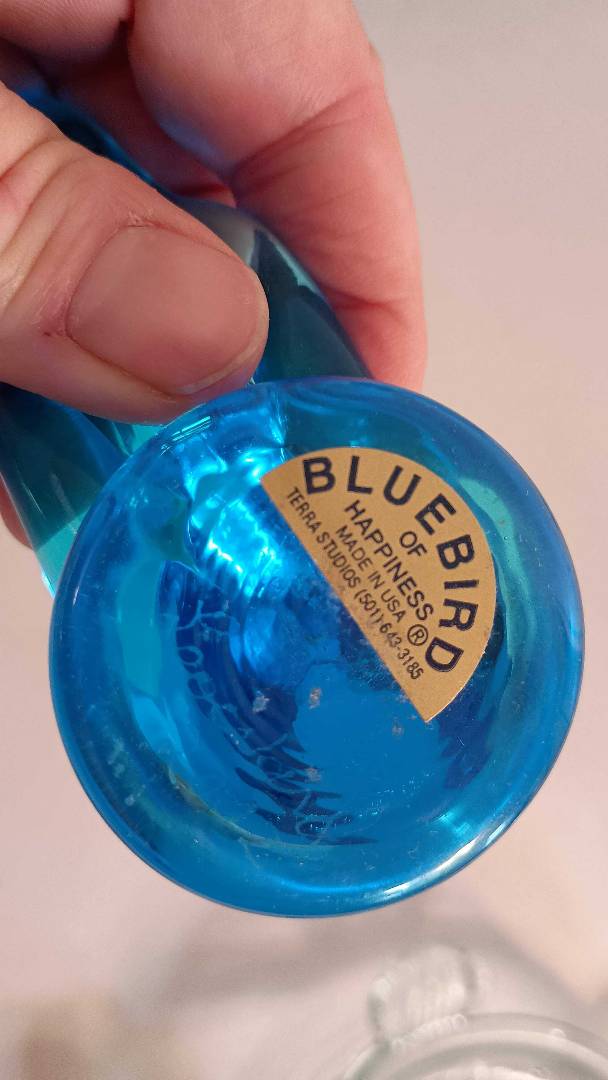 BLUEBIRD
OF
HAPPINESS
MADE IN USA ®
TERRA STUDIOS (501) 643-3185